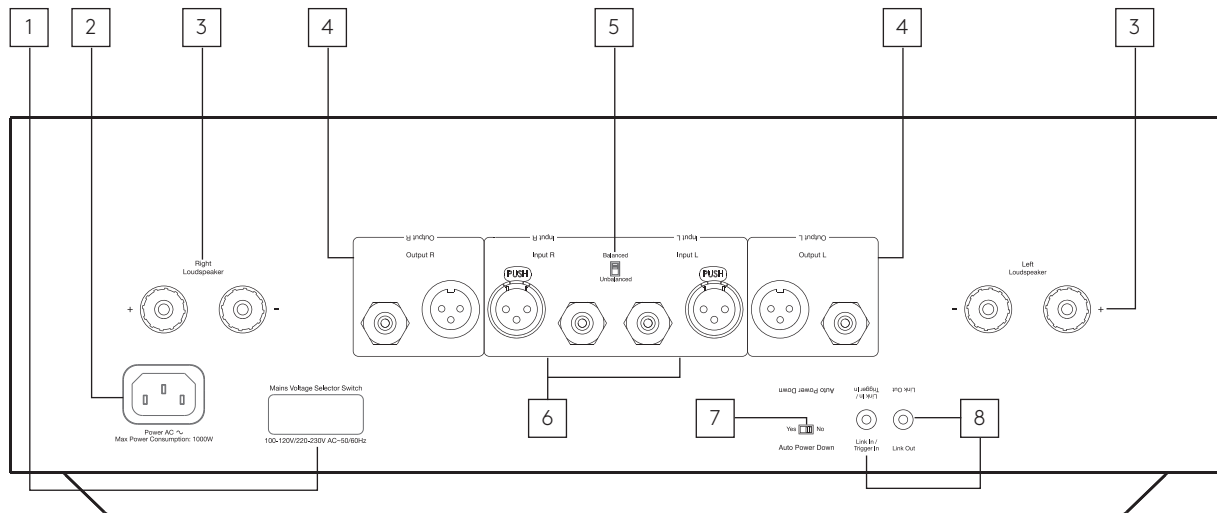 1
2
3
4
5
4
3
Output R
Input R
Input L
Output L
Right
Loudspeaker
Output R
Input R
Balanced
Unbalanced
Input L
Output L
Left
Loudspeaker
PUSH
PUSH
+
-
-
+
Mains Voltage Selector Switch
100-120V/220-230V AC~50/60Hz
Power AC ~
Max Power Consumption: 1000W
6
7
Auto Power Down
Yes
No
Auto Power Down
Link In /
Trigger In
Link Out
Link In /
Trigger In
Link Out
8